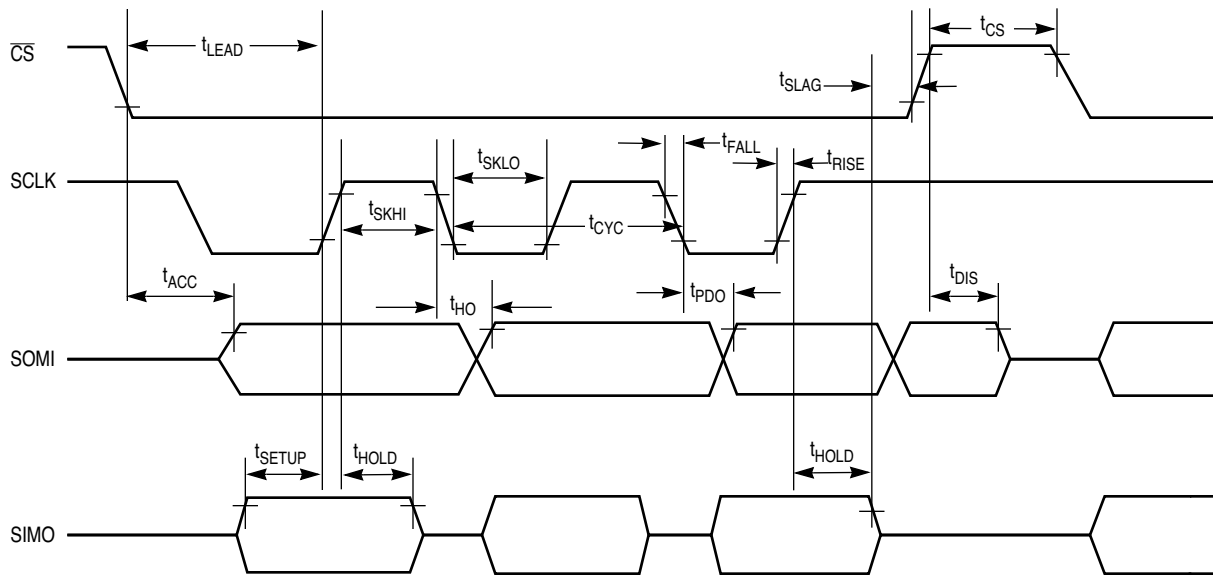 t_CS
CS
t_LEAD
t_SLAG
t_FALL
t_SKLO
t_RISE
SCLK
t_SKHI
t_CYC
t_ACC
t_HO
t_PDO
t_DIS
SOMI
t_SETUP
t_HOLD
t_HOLD
SIMO